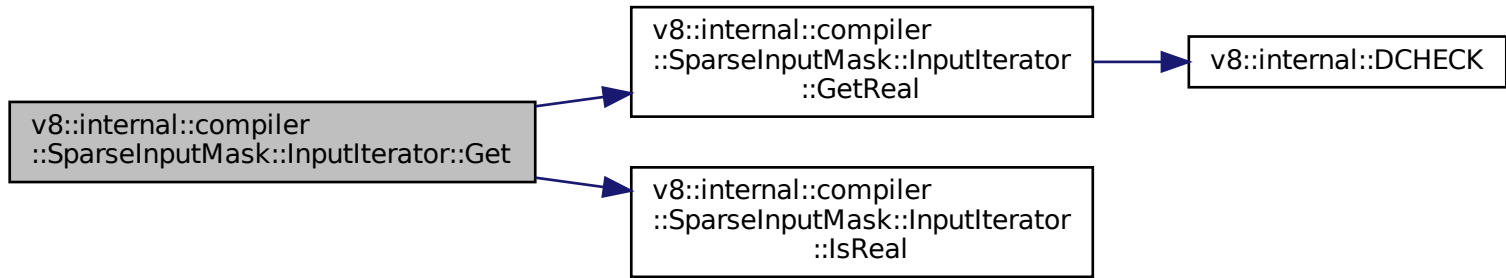 v8::internal::compiler
::SparseInputMask::InputIterator::Get
v8::internal::compiler
::SparseInputMask::InputIterator
::GetReal
v8::internal::DCHECK
v8::internal::compiler
::SparseInputMask::InputIterator
::IsReal